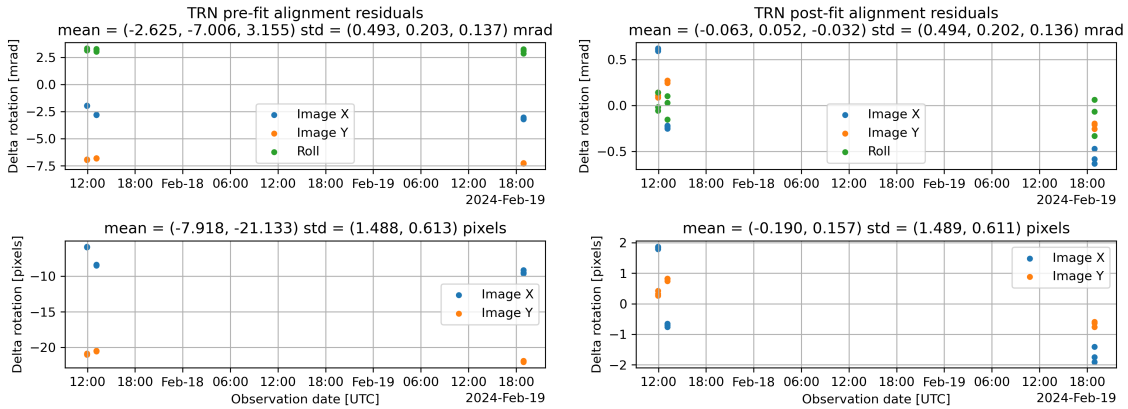 TRN pre-fit alignment residuals
mean = (-2.625, -7.006, 3.155) std = (0.493, 0.203, 0.137) mrad
Delta rotation [mrad]
2.5
0.0
−2.5
−5.0
−7.5
Image X
Image Y
Roll
12:00 18:00 Feb-18 06:00 12:00 18:00 Feb-19 06:00 12:00 18:00
2024-Feb-19
TRN post-fit alignment residuals
mean = (-0.063, 0.052, -0.032) std = (0.494, 0.202, 0.136) mrad
Delta rotation [mrad]
0.5
0.0
−0.5
Image X
Image Y
Roll
12:00 18:00 Feb-18 06:00 12:00 18:00 Feb-19 06:00 12:00 18:00
2024-Feb-19
mean = (-7.918, -21.133) std = (1.488, 0.613) pixels
Delta rotation [pixels]
−10
−15
−20
Image X
Image Y
12:00 18:00 Feb-18 06:00 12:00 18:00 Feb-19 06:00 12:00 18:00
Observation date [UTC]
2024-Feb-19
mean = (-0.190, 0.157) std = (1.489, 0.611) pixels
Delta rotation [pixels]
2
1
0
−1
−2
Image X
Image Y
12:00 18:00 Feb-18 06:00 12:00 18:00 Feb-19 06:00 12:00 18:00
Observation date [UTC]
2024-Feb-19